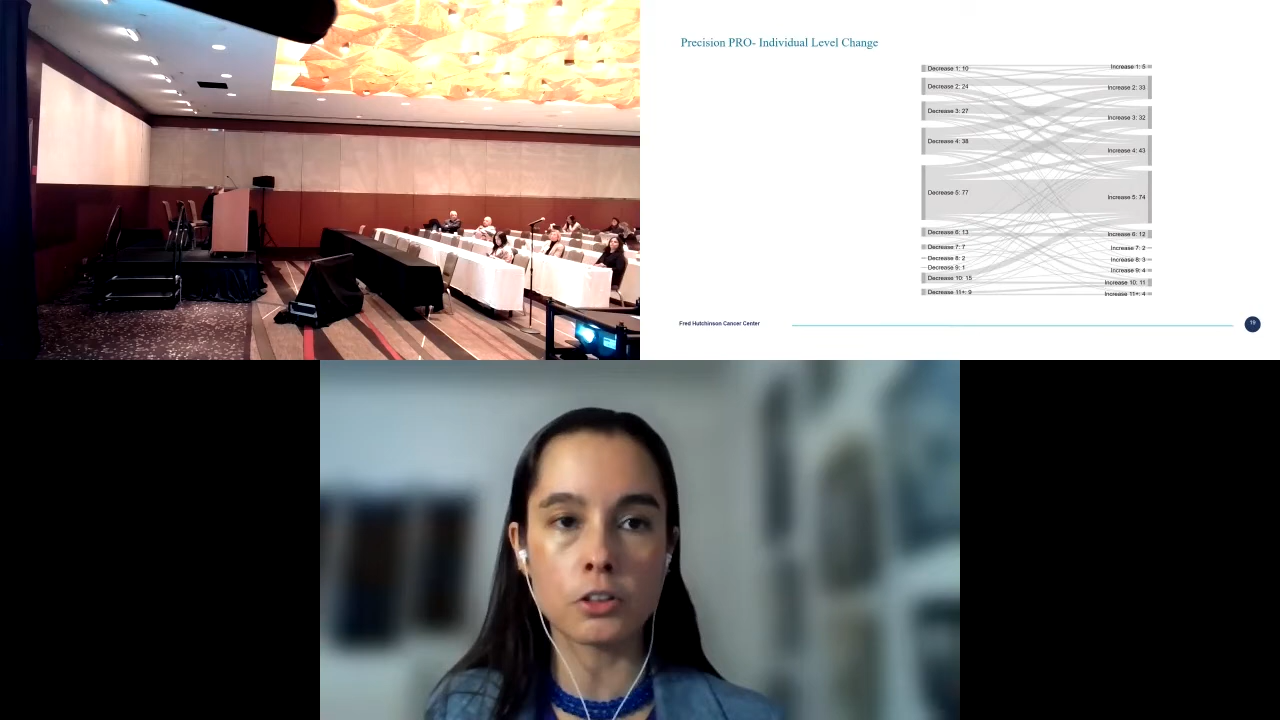 Precision PRO- Individual Level Change
Decrease 1: 10
Decrease 2: 24
Decrease 3: 27
Decrease 4: 38
Decrease 5: 77
Decrease 6: 13
Decrease 7: 7
Decrease 8: 2
Decrease 9: 1
Decrease 10: 15
Decrease 11+: 9
Increase 1: 5
Increase 2: 33
Increase 3: 32
Increase 4: 43
Increase 5: 74
Increase 6: 12
Increase 7: 2
Increase 8: 3
Increase 9: 4
Increase 10: 11
Increase 11+: 4
Fred Hutchinson Cancer Center
19